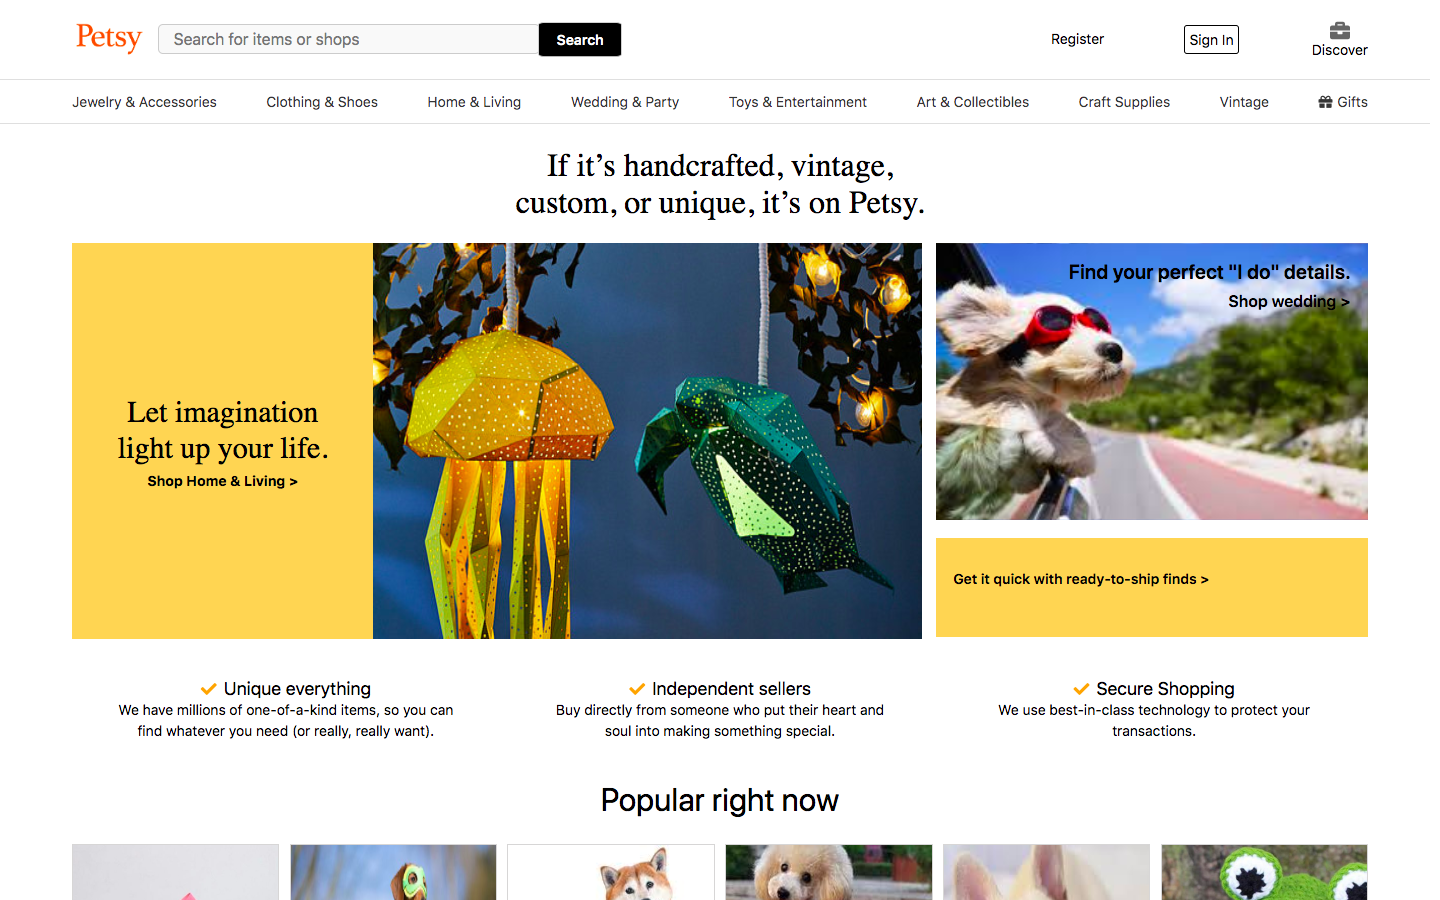 Petsy
Search for items or shops
Search
Register
Sign In
Discover
Jewelry & Accessories
Clothing & Shoes
Home & Living
Wedding & Party
Toys & Entertainment
Art & Collectibles
Craft Supplies
Vintage
Gifts
If it’s handcrafted, vintage,
custom, or unique, it’s on Petsy.
Let imagination
light up your life.
Shop Home & Living >
Find your perfect "I do" details.
Shop wedding >
Get it quick with ready-to-ship finds >
Unique everything
We have millions of one-of-a-kind items, so you can
find whatever you need (or really, really want).
Independent sellers
Buy directly from someone who put their heart and
soul into making something special.
Secure Shopping
We use best-in-class technology to protect your
transactions.
Popular right now